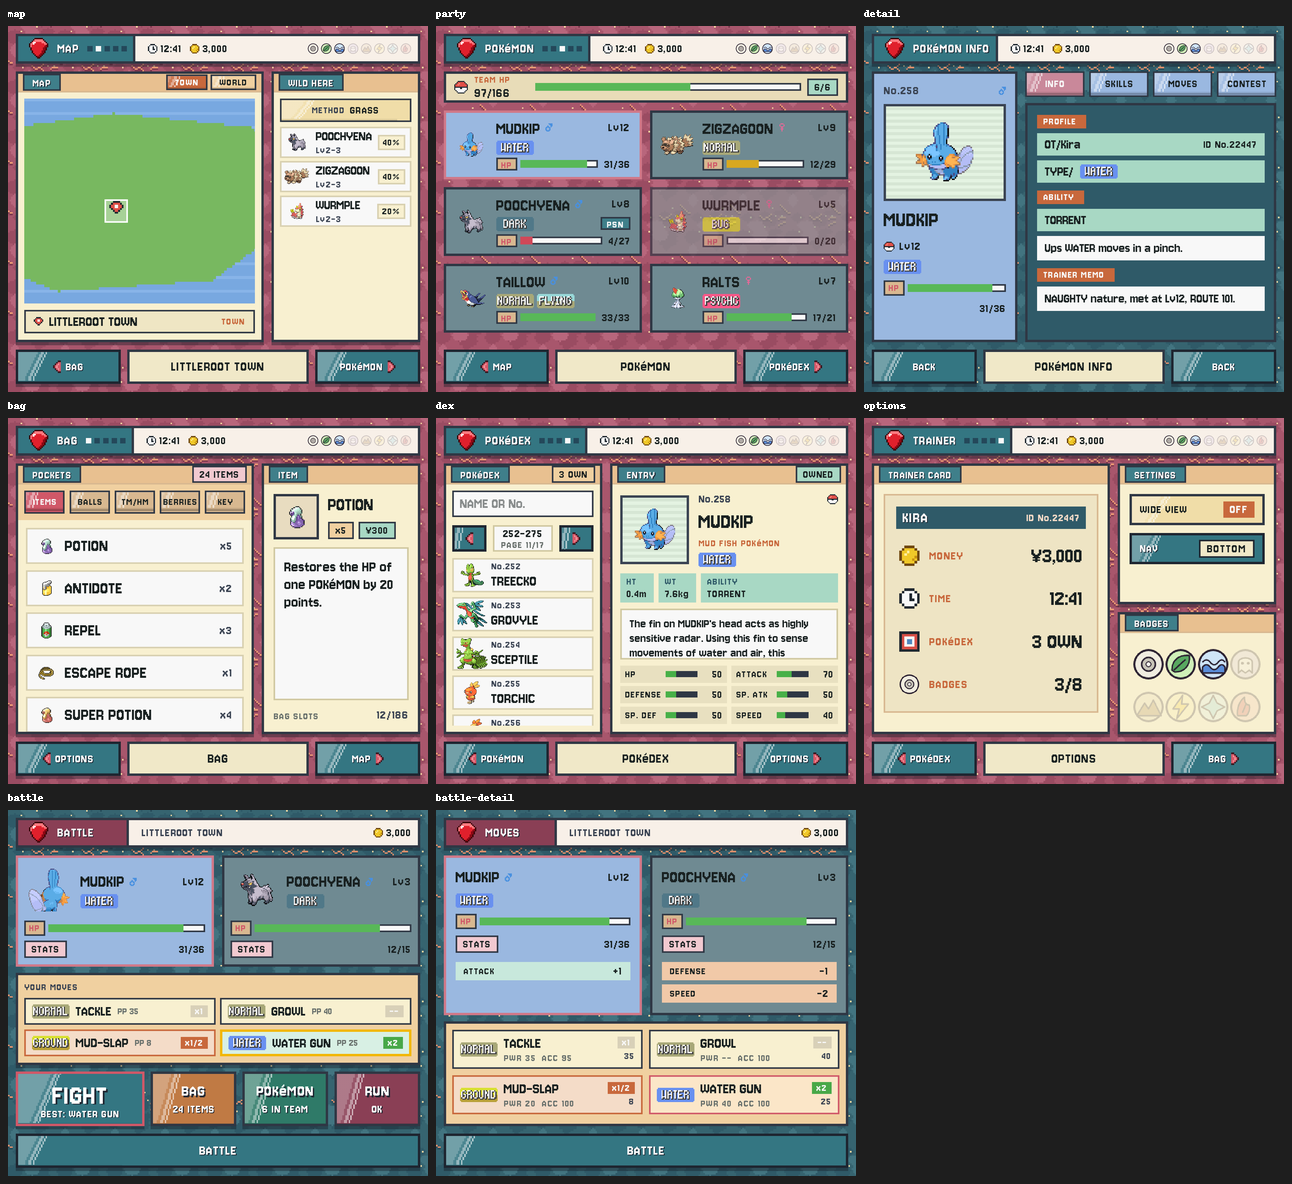 map
MAP 12:41 3,000
MAP TOWN WORLD
LITTLEROOT TOWN TOWN
WILD HERE
METHOD GRASS
POOCHYENA
Lv2-3 40%
ZIGZAGOON
Lv2-3 40%
WURMPLE
Lv2-3 20%
BAG LITTLEROOT TOWN POKéMON
party
POKéMON 12:41 3,000
TEAM HP
97/166 6/6
MUDKIP ♂ Lv12
WATER
HP 31/36
ZIGZAGOON ♀ Lv9
NORMAL
HP 12/29
POOCHYENA ♂ Lv8
DARK PSN
HP 4/27
WURMPLE ♀ Lv5
BUG
HP 0/20
TAILLOW ♂ Lv10
NORMAL FLYING
HP 33/33
RALTS ♀ Lv7
PSYCHC
HP 17/21
MAP POKéMON POKéDEX
detail
POKéMON INFO 12:41 3,000
No.258 ♂
MUDKIP
Lv12
WATER
HP
31/36
INFO SKILLS MOVES CONTEST
PROFILE
OT/Kira ID No.22447
TYPE/ WATER
ABILITY
TORRENT
Ups WATER moves in a pinch.
TRAINER MEMO
NAUGHTY nature, met at Lv12, ROUTE 101.
BACK POKéMON INFO BACK
bag
BAG 12:41 3,000
POCKETS 24 ITEMS
ITEMS BALLS TM/HM BERRIES KEY
POTION x5
ANTIDOTE x2
REPEL x3
ESCAPE ROPE x1
SUPER POTION x4
ITEM
POTION
x5 ¥300
Restores the HP of
one POKéMON by 20
points.
BAG SLOTS 12/186
OPTIONS BAG MAP
dex
POKéDEX 12:41 3,000
POKéDEX 3 OWN
NAME OR No.
252-275
PAGE 11/17
No.252
TREECKO
No.253
GROVYLE
No.254
SCEPTILE
No.255
TORCHIC
No.256
ENTRY OWNED
No.258
MUDKIP
MUD FISH POKéMON
WATER
HT
0.4m
WT
7.6kg
ABILITY
TORRENT
The fin on MUDKIP's head acts as highly
sensitive radar. Using this fin to sense
movements of water and air, this
HP 50 ATTACK 70
DEFENSE 50 SP. ATK 50
SP. DEF 50 SPEED 40
POKéMON POKéDEX OPTIONS
options
TRAINER 12:41 3,000
TRAINER CARD
KIRA ID No.22447
MONEY ¥3,000
TIME 12:41
POKéDEX 3 OWN
BADGES 3/8
SETTINGS
WIDE VIEW OFF
NAV BOTTOM
BADGES
POKéDEX OPTIONS BAG
battle
BATTLE LITTLEROOT TOWN 3,000
MUDKIP ♂ Lv12
WATER
HP
STATS 31/36
POOCHYENA ♂ Lv3
DARK
HP
STATS 12/15
YOUR MOVES
NORMAL TACKLE PP 35 x1
NORMAL GROWL PP 40 --
GROUND MUD-SLAP PP 8 x1/2
WATER WATER GUN PP 25 x2
FIGHT
BEST: WATER GUN
BAG
24 ITEMS
POKéMON
6 IN TEAM
RUN
OK
BATTLE
battle-detail
MOVES LITTLEROOT TOWN 3,000
MUDKIP ♂ Lv12
WATER
HP
STATS 31/36
ATTACK +1
POOCHYENA ♂ Lv3
DARK
HP
STATS 12/15
DEFENSE -1
SPEED -2
NORMAL TACKLE x1
PWR 35 ACC 95 35
NORMAL GROWL --
PWR -- ACC 100 40
GROUND MUD-SLAP x1/2
PWR 20 ACC 100 8
WATER WATER GUN x2
PWR 40 ACC 100 25
BATTLE